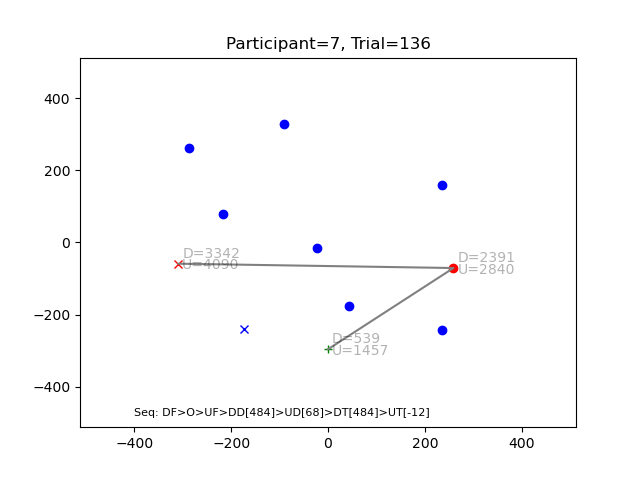 Participant=7, Trial=136
400
200
0
−200
−400
D=3342
U=4090
D=2391
U=2840
D=539
U=1457
Seq: DF>O>UF>DD[484]>UD[68]>DT[484]>UT[-12]
−400 −200 0 200 400